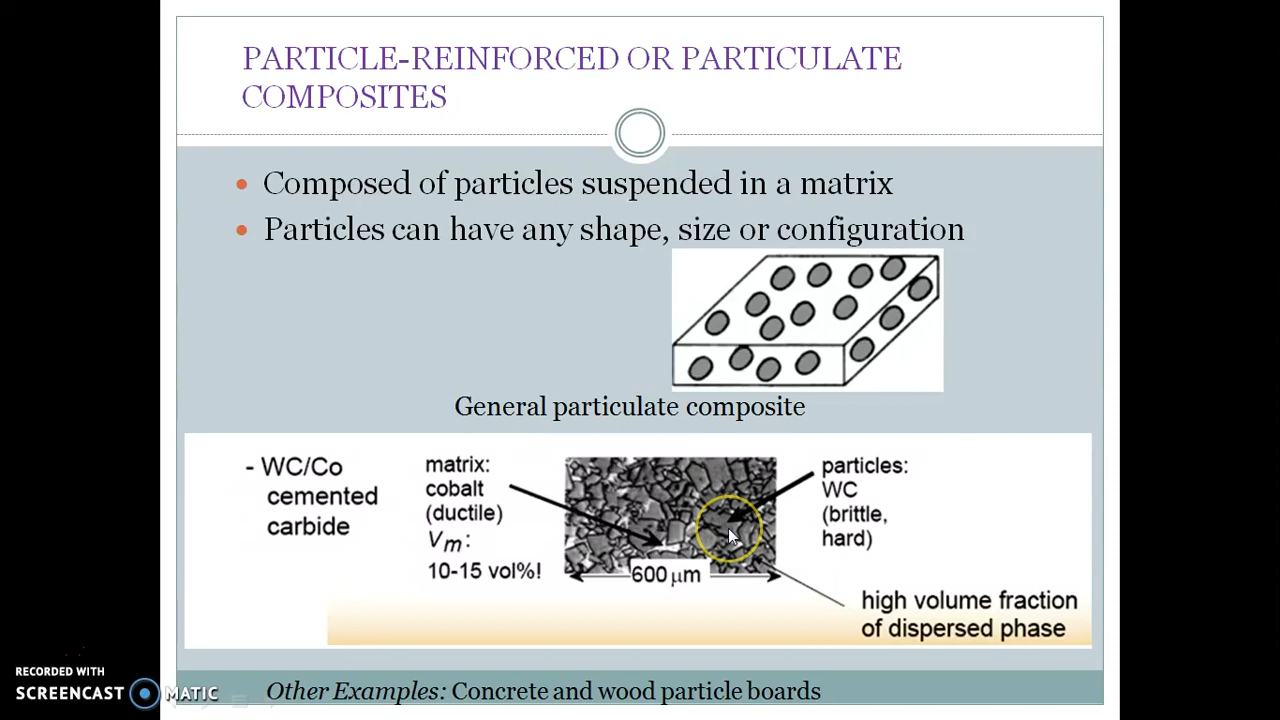 PARTICLE-REINFORCED OR PARTICULATE
COMPOSITES
• Composed of particles suspended in a matrix
• Particles can have any shape, size or configuration
General particulate composite
- WC/Co
cemented
carbide
matrix:
cobalt
(ductile)
Vm:
10-15 vol%!
600 µm
particles:
WC
(brittle,
hard)
high volume fraction
of dispersed phase
Other Examples: Concrete and wood particle boards
RECORDED WITH
SCREENCAST MATIC